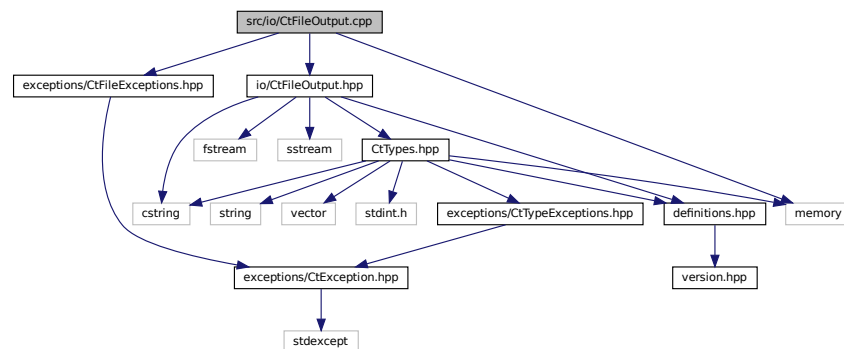 src/io/CtFileOutput.cpp
exceptions/CtFileExceptions.hpp
io/CtFileOutput.hpp
fstream
sstream
CtTypes.hpp
cstring
string
vector
stdint.h
exceptions/CtTypeExceptions.hpp
definitions.hpp
memory
exceptions/CtException.hpp
version.hpp
stdexcept